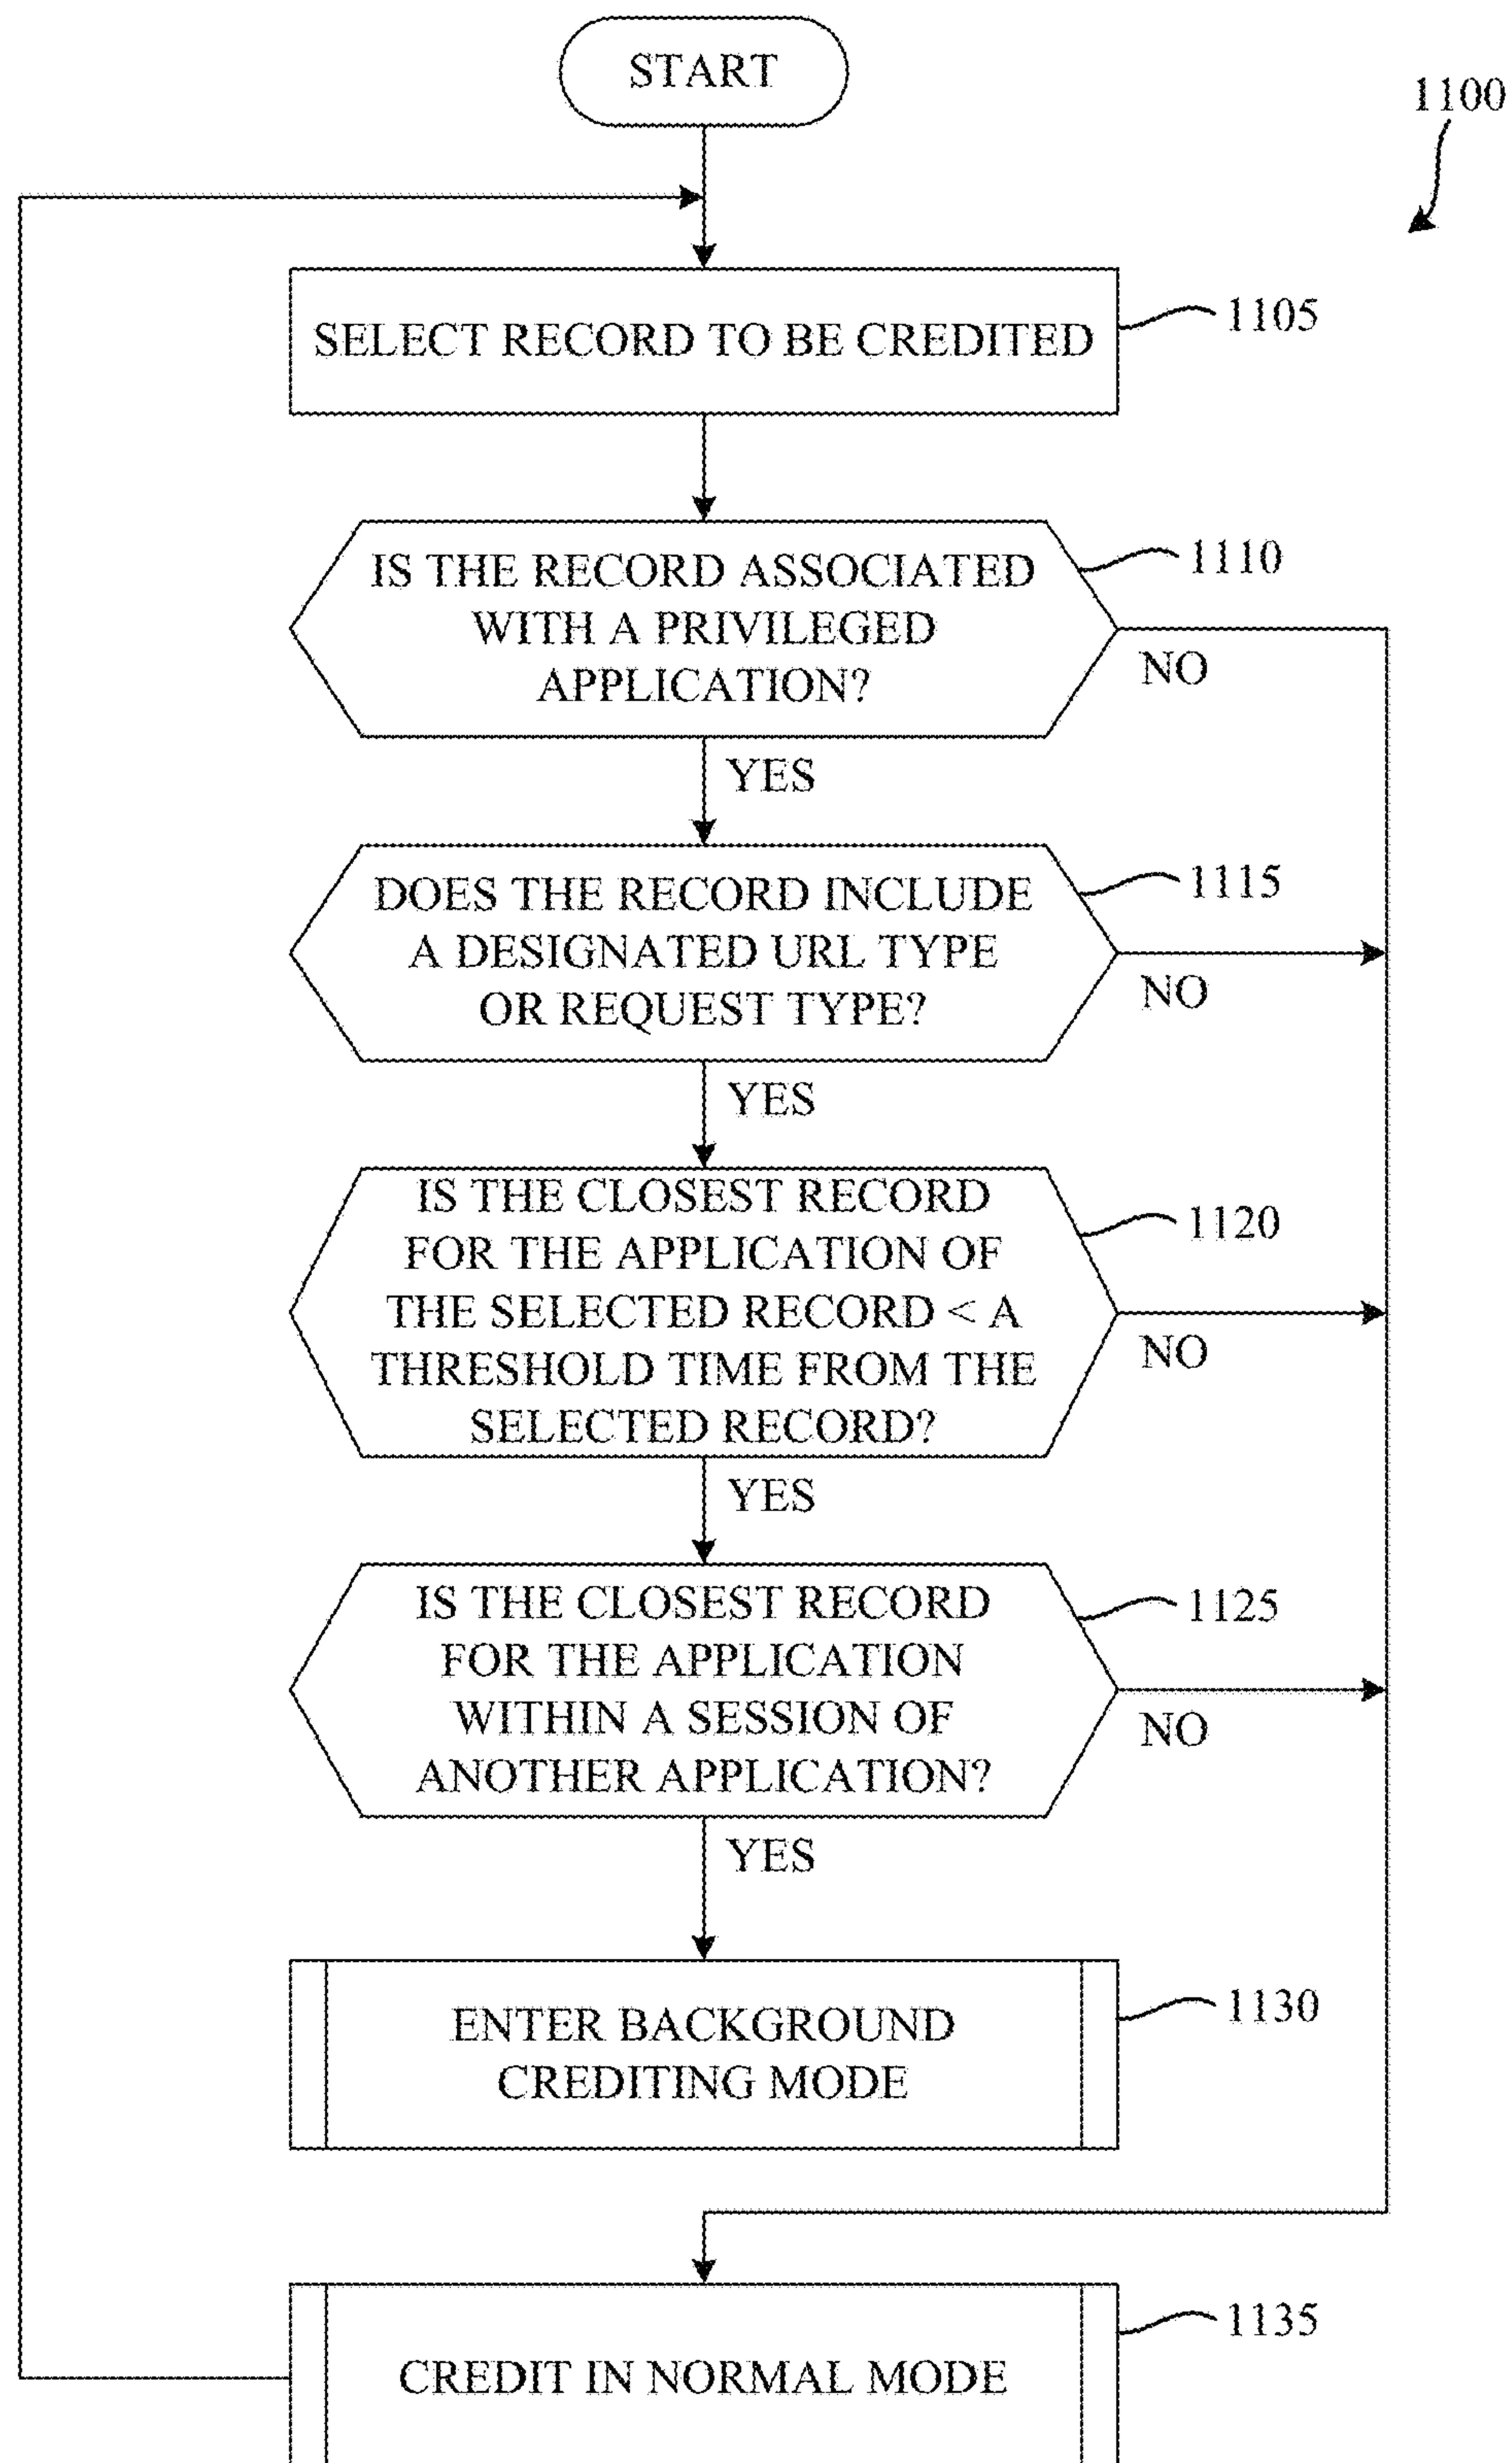 START
1100
SELECT RECORD TO BE CREDITED
1105
IS THE RECORD ASSOCIATED
WITH A PRIVILEGED
APPLICATION?
1110
NO
YES
DOES THE RECORD INCLUDE
A DESIGNATED URL TYPE
OR REQUEST TYPE?
1115
NO
YES
IS THE CLOSEST RECORD
FOR THE APPLICATION OF
THE SELECTED RECORD < A
THRESHOLD TIME FROM THE
SELECTED RECORD?
1120
NO
YES
IS THE CLOSEST RECORD
FOR THE APPLICATION
WITHIN A SESSION OF
ANOTHER APPLICATION?
1125
NO
YES
ENTER BACKGROUND
CREDITING MODE
1130
CREDIT IN NORMAL MODE
1135